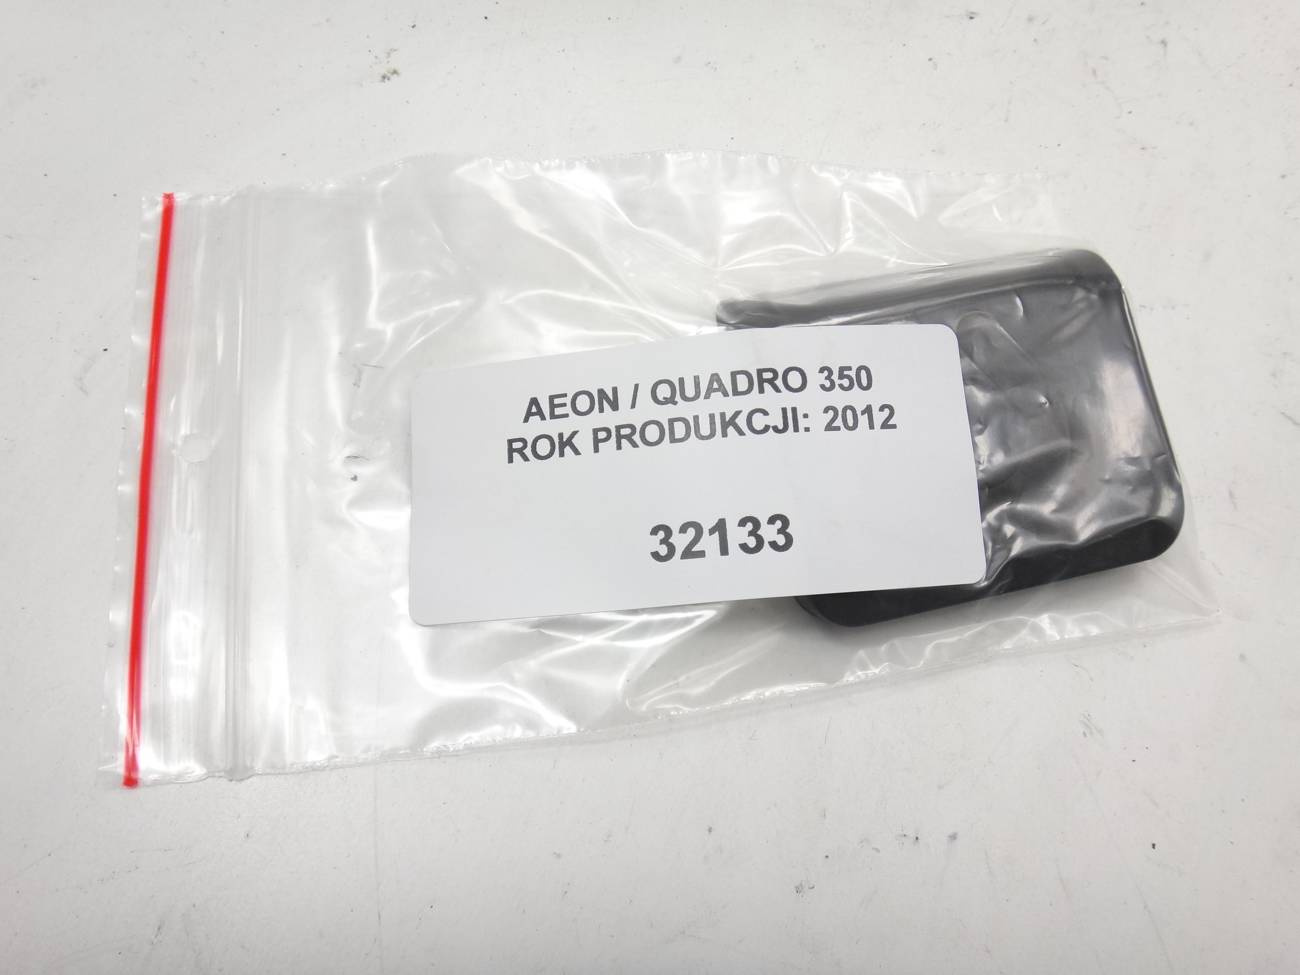 AEON / QUADRO 350
ROK PRODUKCJI: 2012
32133